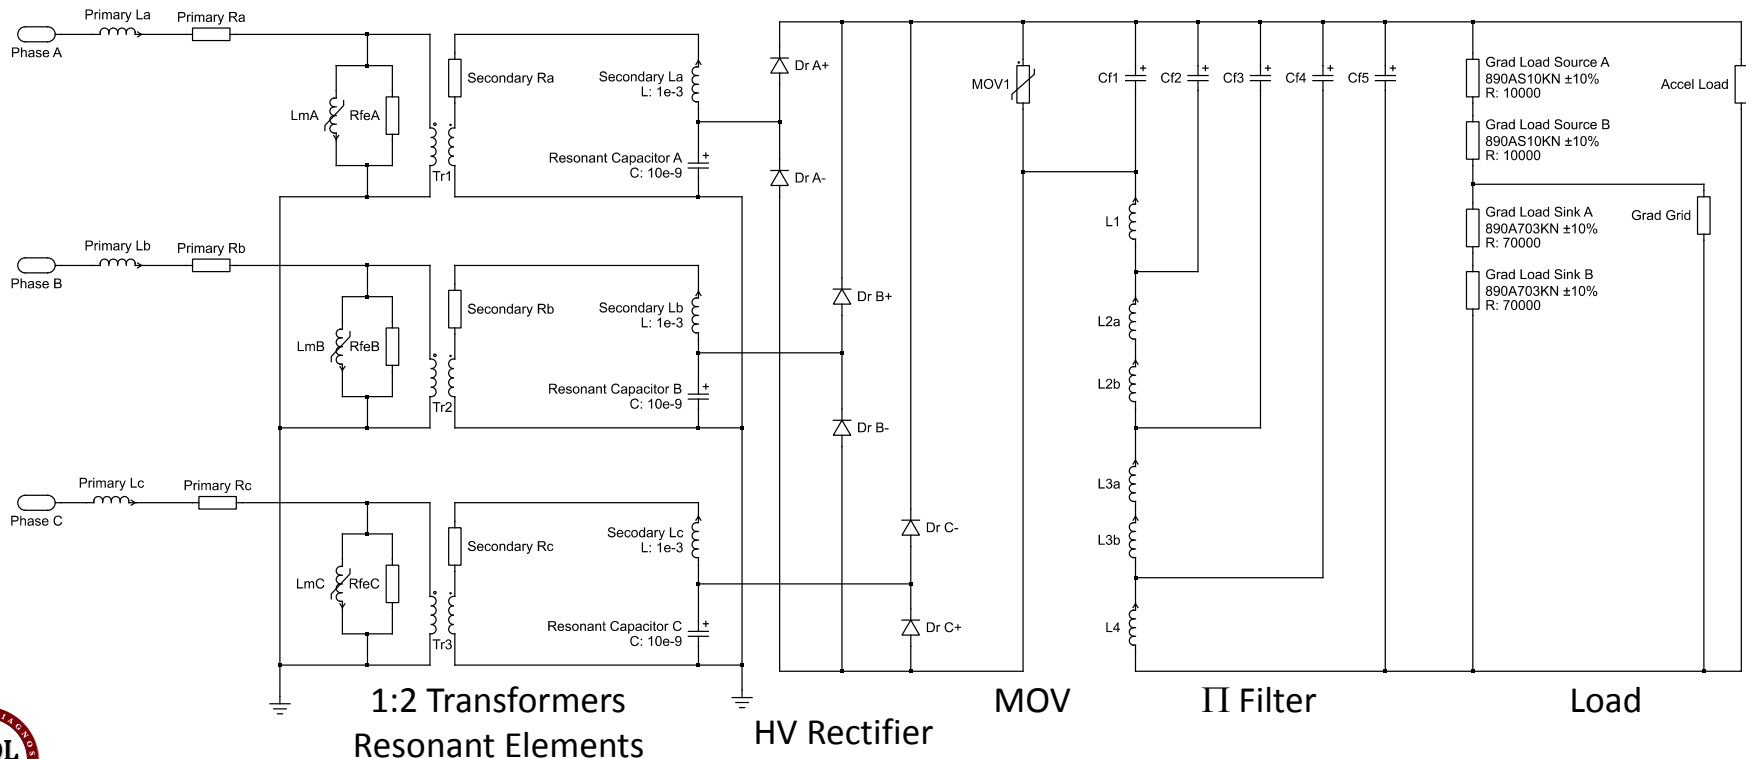 Primary La
Primary Ra
Phase A
LmA
RfeA
Tr1
Secondary Ra
Secondary La
L: 1e-3
Resonant Capacitor A
C: 10e-9
Dr A+
Dr A-
Primary Lb
Primary Rb
Phase B
LmB
RfeB
Tr2
Secondary Rb
Secondary Lb
L: 1e-3
Resonant Capacitor B
C: 10e-9
Dr B+
Dr B-
Primary Lc
Primary Rc
Phase C
LmC
RfeC
Tr3
Secondary Rc
Secodary Lc
L: 1e-3
Resonant Capacitor C
C: 10e-9
Dr C-
Dr C+
MOV1
Cf1
Cf2
Cf3
Cf4
Cf5
L1
L2a
L2b
L3a
L3b
L4
Grad Load Source A
890AS10KN ±10%
R: 10000
Grad Load Source B
890AS10KN ±10%
R: 10000
Grad Load Sink A
890A703KN ±10%
R: 70000
Grad Load Sink B
890A703KN ±10%
R: 70000
Grad Grid
Accel Load
1:2 Transformers
Resonant Elements
HV Rectifier
MOV
Π Filter
Load